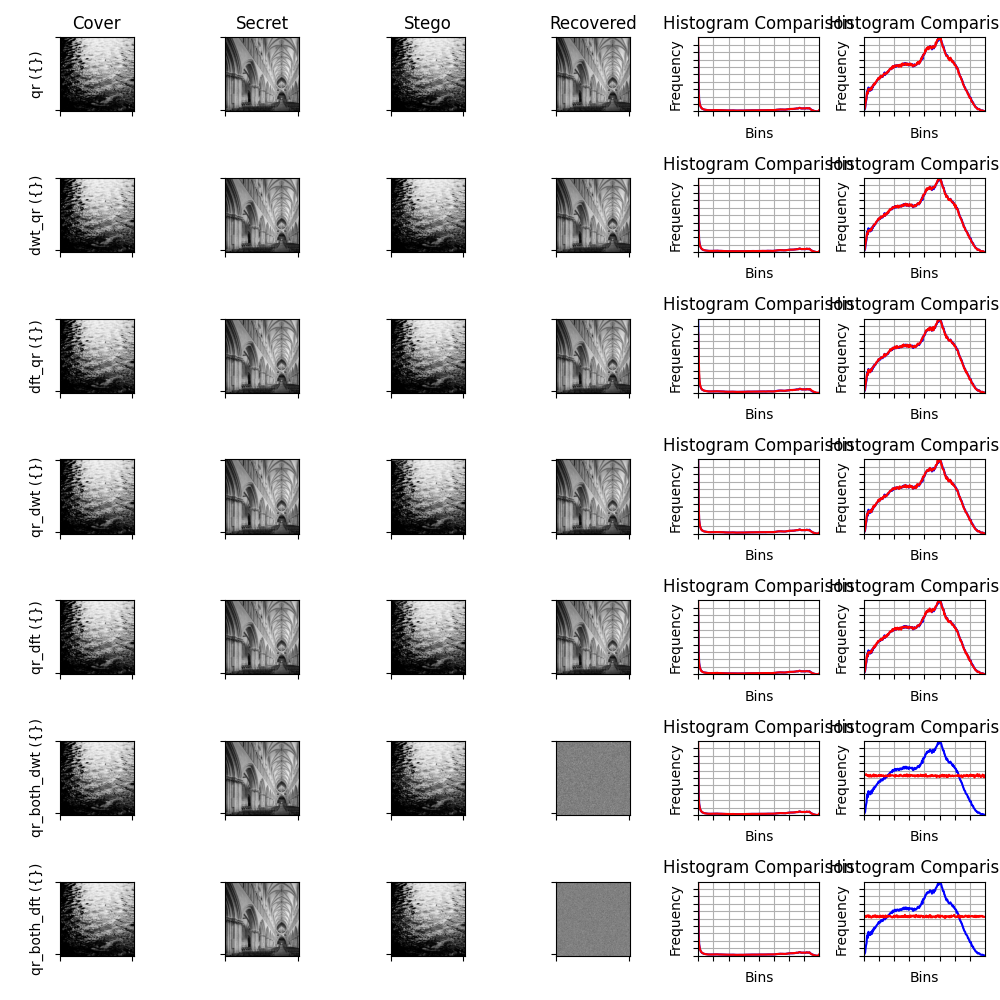 Cover Secret Stego Recovered Histogram Comparison Histogram Comparis
qr ({}) Frequency Frequency
Bins Bins
Histogram Comparison Histogram Comparis
dwt_qr ({}) Frequency Frequency
Bins Bins
Histogram Comparison Histogram Comparis
dft_qr ({}) Frequency Frequency
Bins Bins
Histogram Comparison Histogram Comparis
qr_dwt ({}) Frequency Frequency
Bins Bins
Histogram Comparison Histogram Comparis
qr_dft ({}) Frequency Frequency
Bins Bins
Histogram Comparison Histogram Comparis
qr_both_dwt ({}) Frequency Frequency
Bins Bins
Histogram Comparison Histogram Comparis
qr_both_dft ({}) Frequency Frequency
Bins Bins